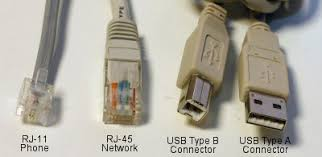 RJ-11
Phone
RJ-45
Network
USB Type B
Connector
USB Type A
Connector